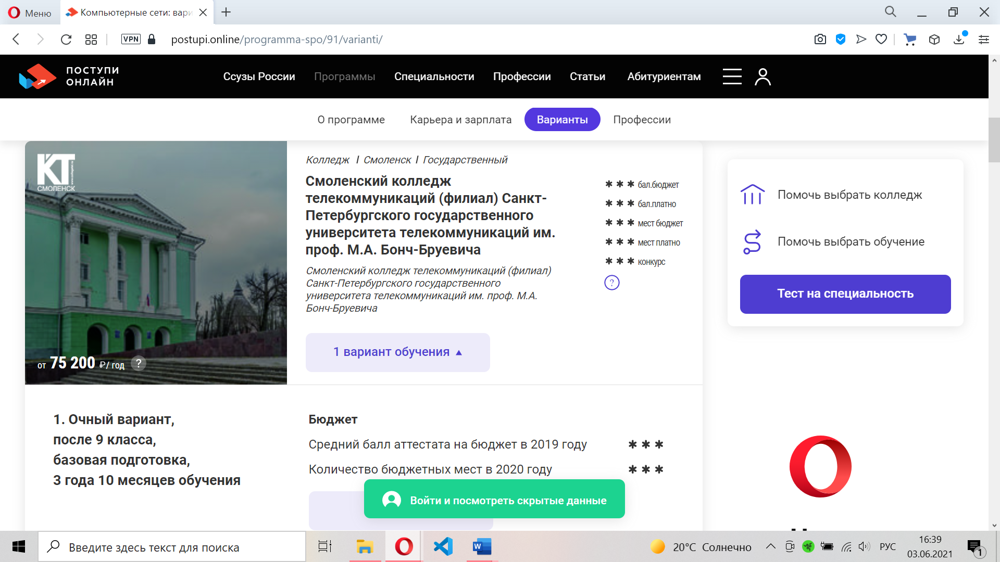 Меню
Компьютерные сети: вари
VPN
postupi.online/programma-spo/91/varianti/
ПОСТУПИ
ОНЛАЙН
Ссузы России
Программы
Специальности
Профессии
Статьи
Абитуриентам
О программе
Карьера и зарплата
Варианты
Профессии
КТ
СМОЛЕНСК
от 75 200 ₽/ год ?
Колледж I Смоленск I Государственный
Смоленский колледж
телекоммуникаций (филиал) Санкт-
Петербургского государственного
университета телекоммуникаций им.
проф. М.А. Бонч-Бруевича
Смоленский колледж телекоммуникаций (филиал)
Санкт-Петербургского государственного
университета телекоммуникаций им. проф. М.А.
Бонч-Бруевича
1 вариант обучения ▲
* * * бал.бюджет
* * * бал.платно
* * * мест бюджет
* * * мест платно
* * * конкурс
?
Помочь выбрать колледж
Помочь выбрать обучение
Тест на специальность
1. Очный вариант,
после 9 класса,
базовая подготовка,
3 года 10 месяцев обучения
Бюджет
Средний балл аттестата на бюджет в 2019 году * * *
Количество бюджетных мест в 2020 году * * *
Войти и посмотреть скрытые данные
Введите здесь текст для поиска
W
20°C Солнечно
РУС
16:39
03.06.2021
1